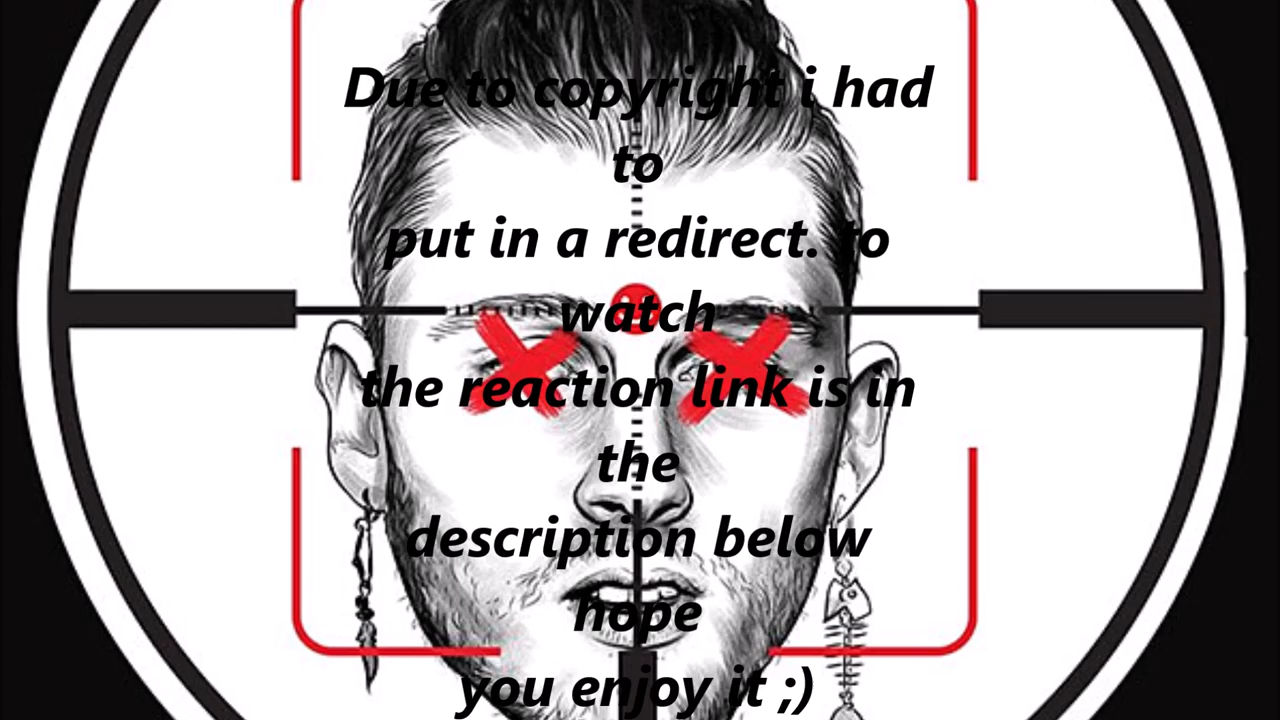 Due to copyright i had
to
put in a redirect. to
watch
the reaction link is in
the
description below
hope
you enjoy it ;)